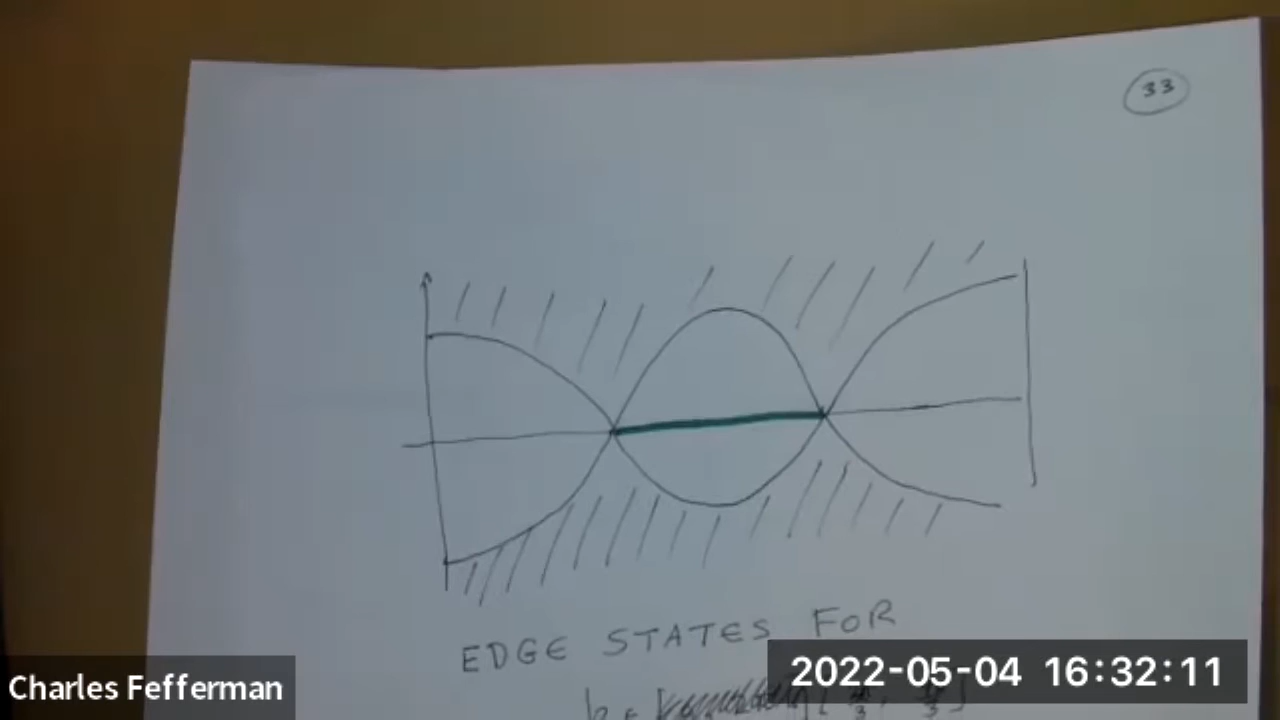 33
EDGE STATES FOR
Charles Fefferman
2022-05-04 16:32:11